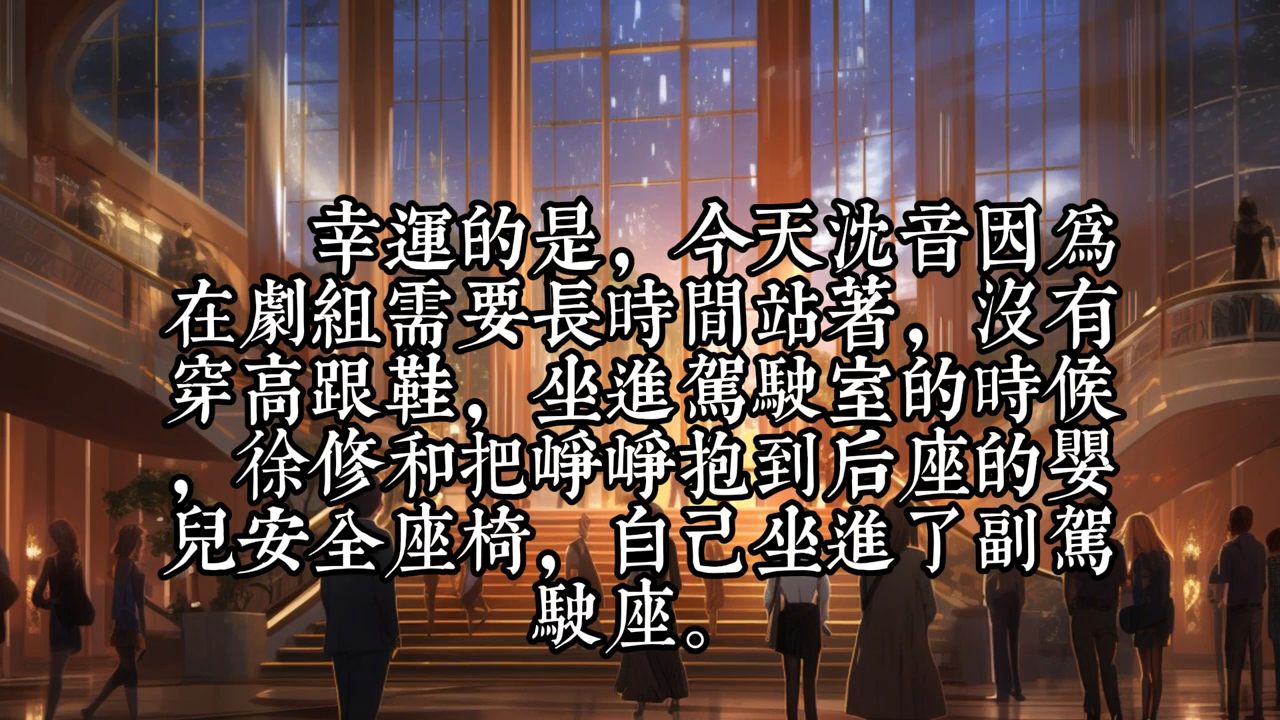 幸運的是，今天沈音因爲
在劇組需要長時間站著，沒有
穿高跟鞋，坐進駕駛室的時候
，徐修和把崢崢抱到后座的嬰
兒安全座椅，自己坐進了副駕
駛座。